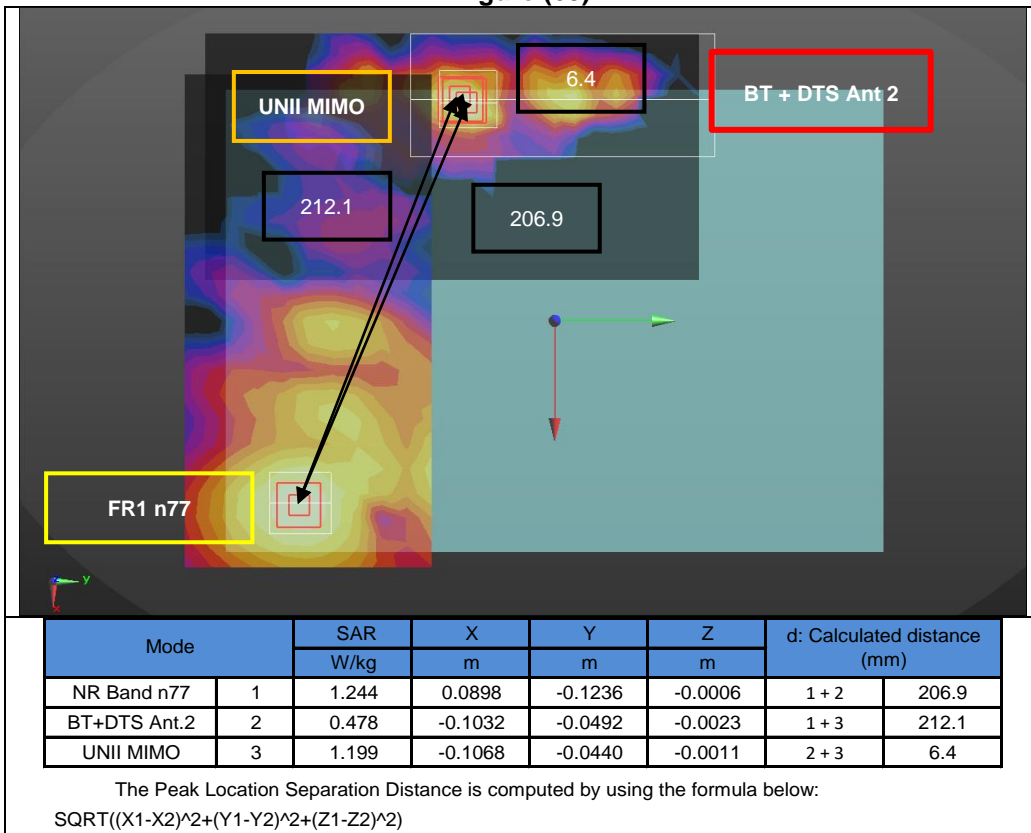 6.4
BT + DTS Ant 2
UNII MIMO
212.1
206.9
FR1 n77
y
x
Mode SAR X Y Z d: Calculated distance (mm)
W/kg m m m
NR Band n77 1 1.244 0.0898 -0.1236 -0.0006 1 + 2 206.9
BT+DTS Ant.2 2 0.478 -0.1032 -0.0492 -0.0023 1 + 3 212.1
UNII MIMO 3 1.199 -0.1068 -0.0440 -0.0011 2 + 3 6.4
The Peak Location Separation Distance is computed by using the formula below:
SQRT((X1-X2)^2+(Y1-Y2)^2+(Z1-Z2)^2)